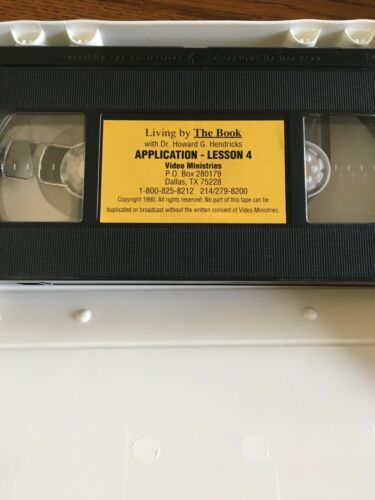 Living by The Book
with Dr. Howard G. Hendricks
APPLICATION - LESSON 4
Video Ministries
P.O. Box 280179
Dallas, TX 75228
1-800-825-8212 214/279-8200
Copyright 1990, All rights reserved. No part of this tape can be
duplicated or broadcast without the written consent of Video Ministries.